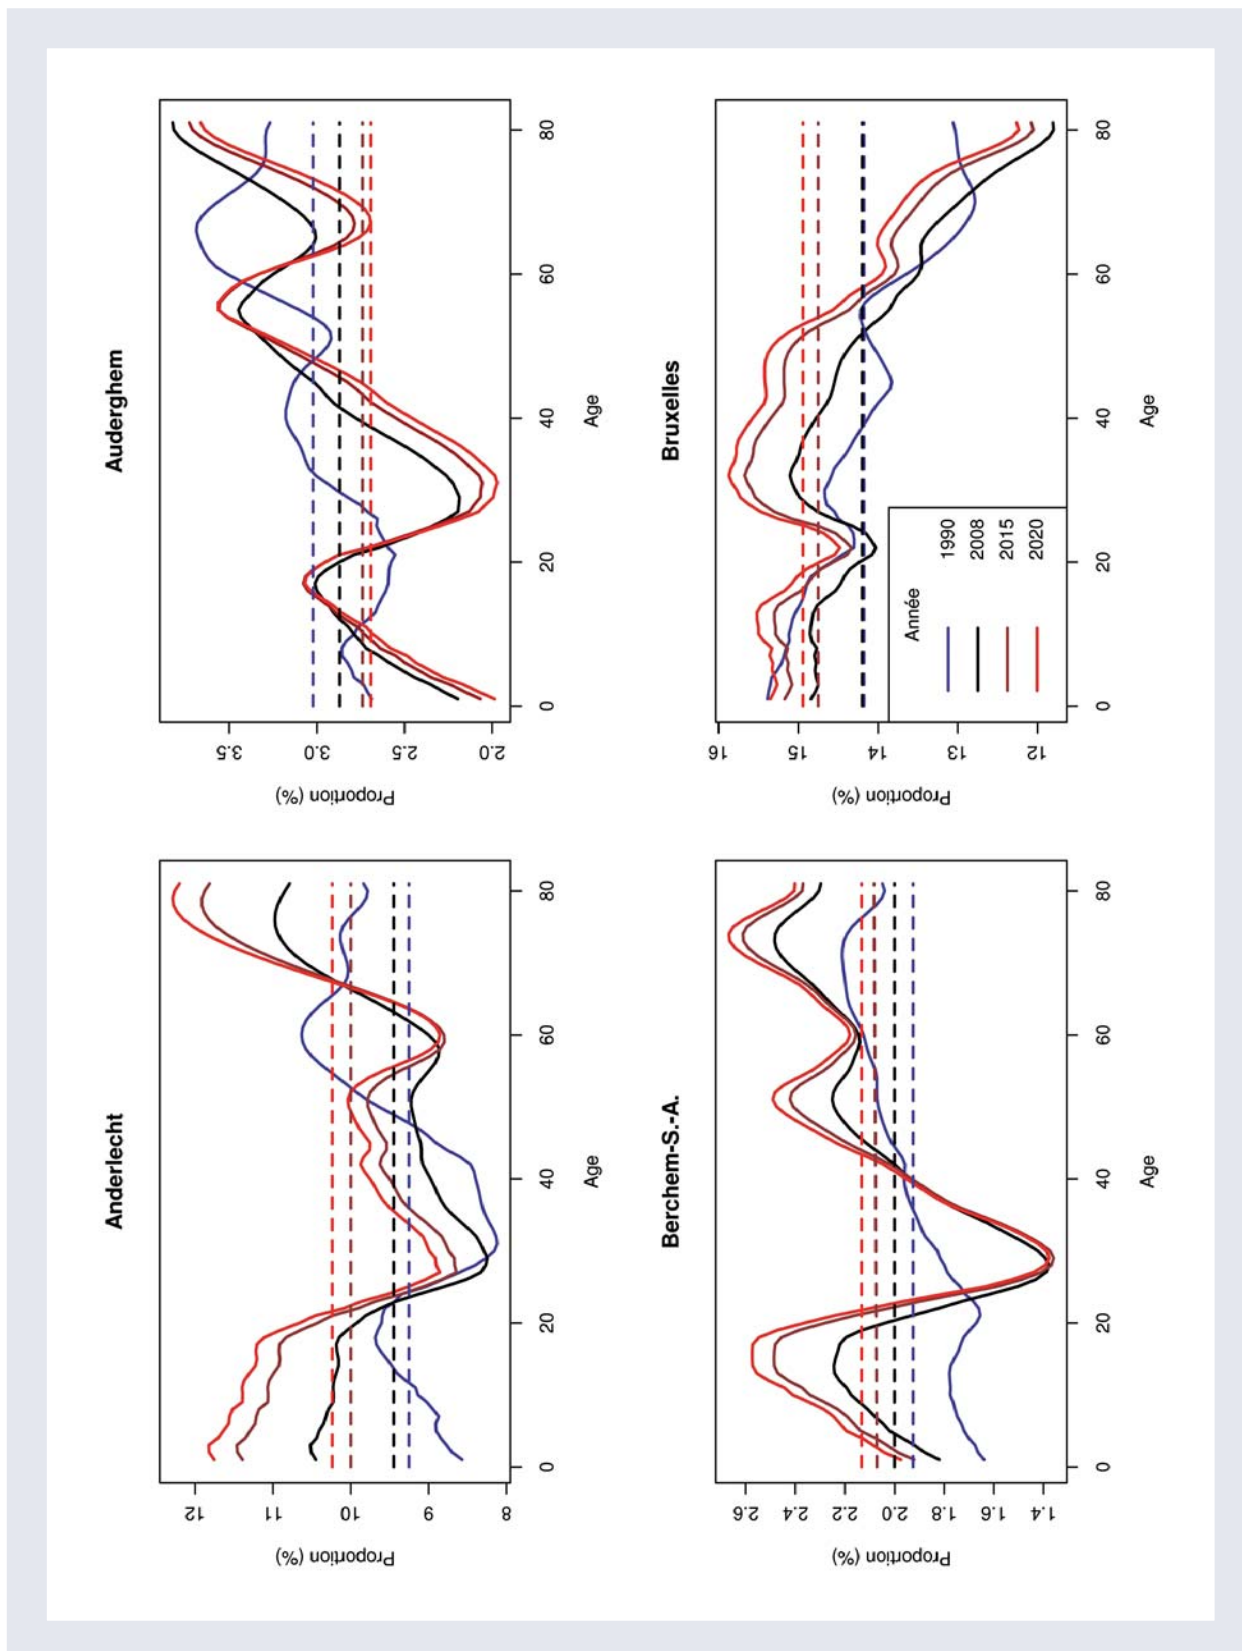 Anderlecht
Proportion (%)
12
11
10
9
8
0 20 40 60 80
Age
Auderghem
Proportion (%)
3.5
3.0
2.5
2.0
0 20 40 60 80
Age
Berchem-S.-A.
Proportion (%)
2.6
2.4
2.2
2.0
1.8
1.6
1.4
0 20 40 60 80
Age
Bruxelles
Proportion (%)
16
15
14
13
12
Année
1990
2008
2015
2020
0 20 40 60 80
Age